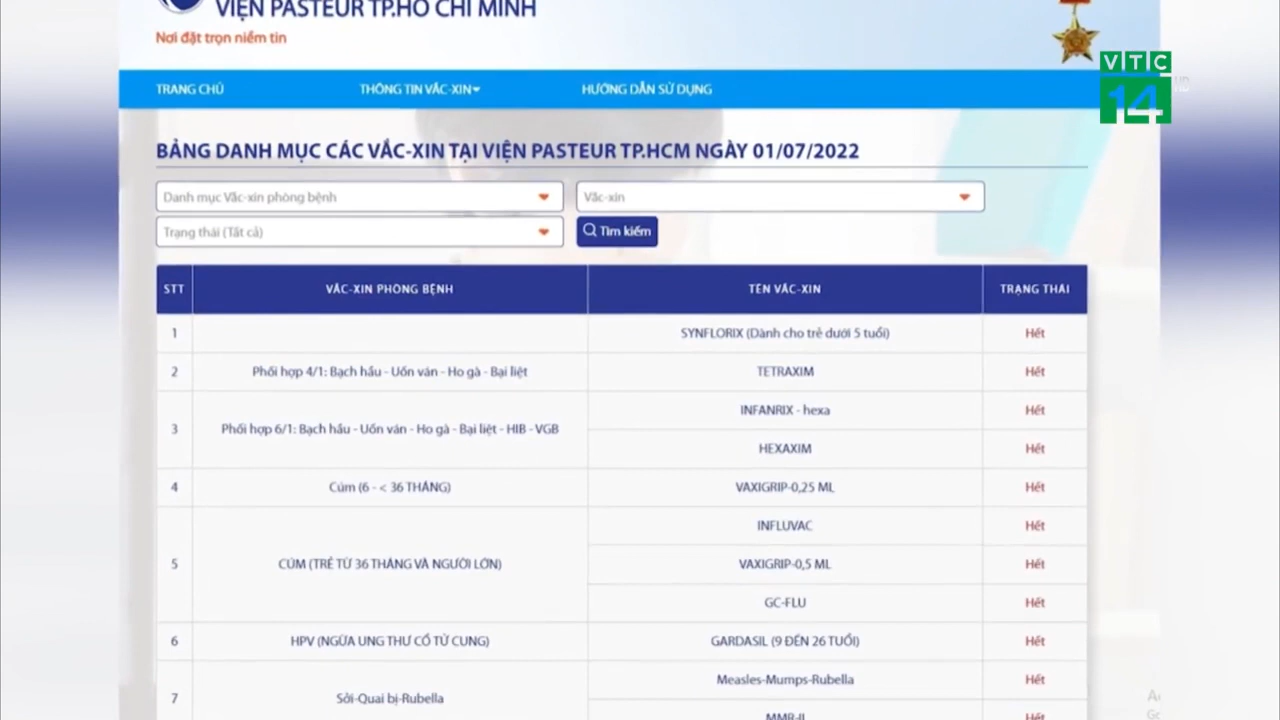 VIỆN PASTEUR TP.HỒ CHÍ MINH
Nơi đặt trọn niềm tin
VTC
14
HD
TRANG CHỦ THÔNG TIN VẮC-XIN HƯỚNG DẪN SỬ DỤNG
BẢNG DANH MỤC CÁC VẮC-XIN TẠI VIỆN PASTEUR TP.HCM NGÀY 01/07/2022
Danh mục Vắc-xin phòng bệnh Vắc-xin
Trạng thái (Tất cả) Tìm kiếm
STT VẮC-XIN PHÒNG BỆNH TÊN VẮC-XIN TRẠNG THÁI
1 SYNFLORIX (Dành cho trẻ dưới 5 tuổi) Hết
2 Phối hợp 4/1: Bạch hầu - Uốn ván - Ho gà - Bại liệt TETRAXIM Hết
3 Phối hợp 6/1: Bạch hầu - Uốn ván - Ho gà - Bại liệt - HIB - VGB INFANRIX - hexa Hết
HEXAXIM Hết
4 Cúm (6 - < 36 THÁNG) VAXIGRIP-0,25 ML Hết
5 CÚM (TRẺ TỪ 36 THÁNG VÀ NGƯỜI LỚN) INFLUVAC Hết
VAXIGRIP-0,5 ML Hết
GC-FLU Hết
6 HPV (NGỪA UNG THƯ CỔ TỬ CUNG) GARDASIL (9 ĐẾN 26 TUỔI) Hết
7 Sởi-Quai bị-Rubella Measles-Mumps-Rubella Hết
MMR-II Hết